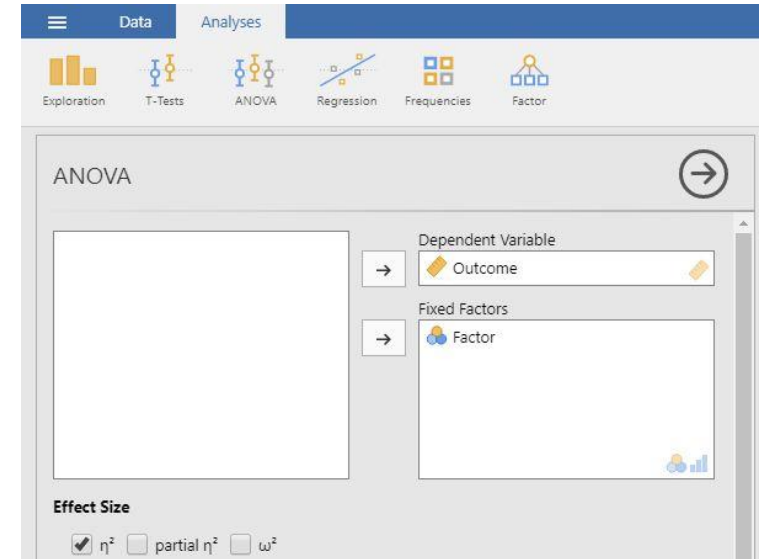 Data Analyses
Exploration T-Tests ANOVA Regression Frequencies Factor
ANOVA
Dependent Variable
Outcome
Fixed Factors
Factor
Effect Size
η² partial η² ω²